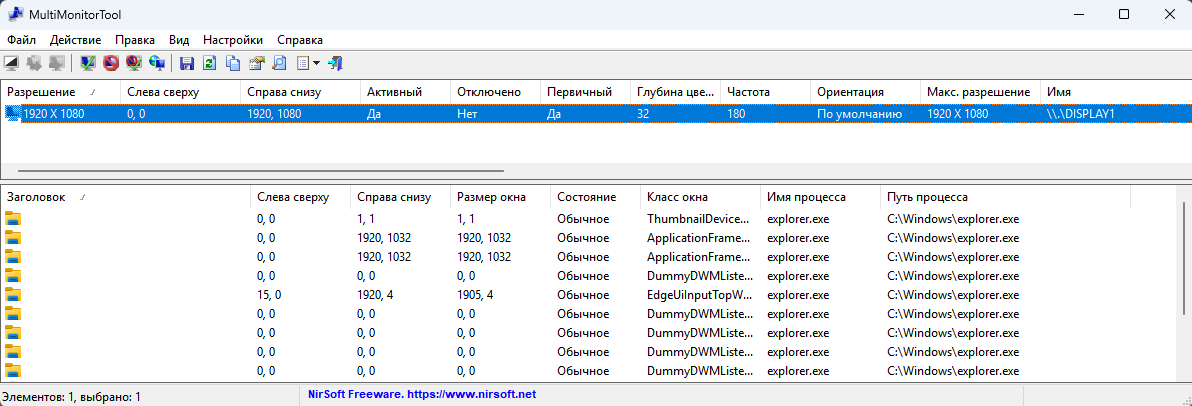 MultiMonitorTool
Файл Действие Правка Вид Настройки Справка
Разрешение Слева сверху Справа снизу Активный Отключено Первичный Глубина цве... Частота Ориентация Макс. разрешение Имя
1920 X 1080 0, 0 1920, 1080 Да Нет Да 32 180 По умолчанию 1920 X 1080 \\.\DISPLAY1
Заголовок Слева сверху Справа снизу Размер окна Состояние Класс окна Имя процесса Путь процесса
0, 0 1, 1 1, 1 Обычное ThumbnailDevice... explorer.exe C:\Windows\explorer.exe
0, 0 1920, 1032 1920, 1032 Обычное ApplicationFrame... explorer.exe C:\Windows\explorer.exe
0, 0 1920, 1032 1920, 1032 Обычное ApplicationFrame... explorer.exe C:\Windows\explorer.exe
0, 0 0, 0 0, 0 Обычное DummyDWMListe... explorer.exe C:\Windows\explorer.exe
15, 0 1920, 4 1905, 4 Обычное EdgeUiInputTopW... explorer.exe C:\Windows\explorer.exe
0, 0 0, 0 0, 0 Обычное DummyDWMListe... explorer.exe C:\Windows\explorer.exe
0, 0 0, 0 0, 0 Обычное DummyDWMListe... explorer.exe C:\Windows\explorer.exe
0, 0 0, 0 0, 0 Обычное DummyDWMListe... explorer.exe C:\Windows\explorer.exe
0, 0 0, 0 0, 0 Обычное DummyDWMListe... explorer.exe C:\Windows\explorer.exe
Элементов: 1, выбрано: 1 NirSoft Freeware. https://www.nirsoft.net